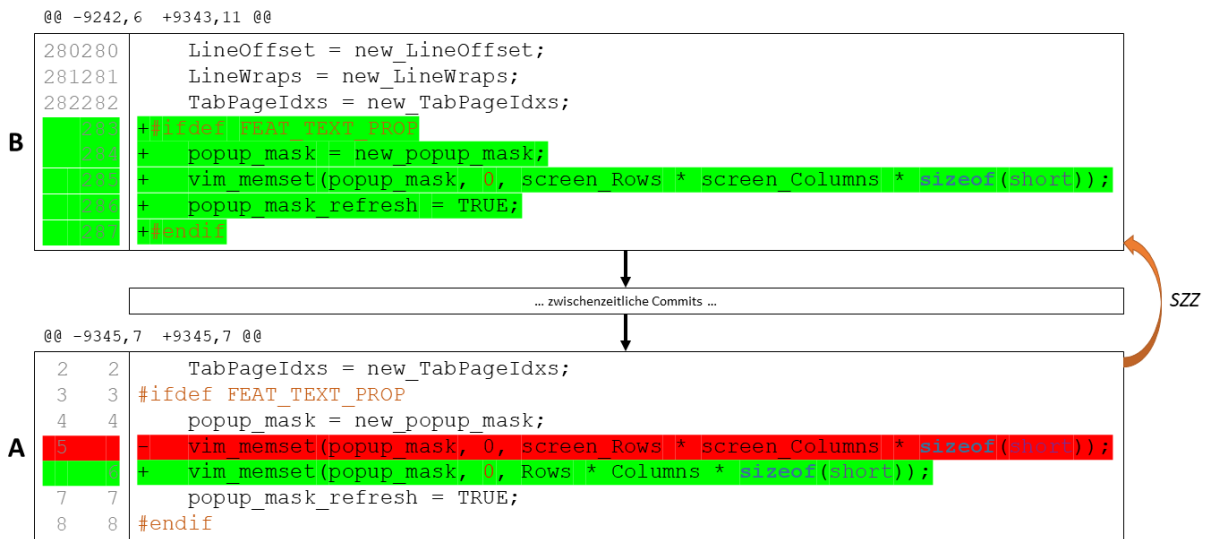 @@ -9242,6 +9343,11 @@
280280 LineOffset = new_LineOffset;
281281 LineWraps = new_LineWraps;
282282 TabPageIdxs = new_TabPageIdxs;
283 +#ifdef FEAT_TEXT_PROP
284 + popup_mask = new_popup_mask;
B
285 + vim_memset(popup_mask, 0, screen_Rows * screen_Columns * sizeof(short));
286 + popup_mask_refresh = TRUE;
287 +#endif
... zwischenzeitliche Commits ...
SZZ
@@ -9345,7 +9345,7 @@
2 2 TabPageIdxs = new_TabPageIdxs;
3 3 #ifdef FEAT_TEXT_PROP
4 4 popup_mask = new_popup_mask;
A
5 - vim_memset(popup_mask, 0, screen_Rows * screen_Columns * sizeof(short));
6 + vim_memset(popup_mask, 0, Rows * Columns * sizeof(short));
7 7 popup_mask_refresh = TRUE;
8 8 #endif